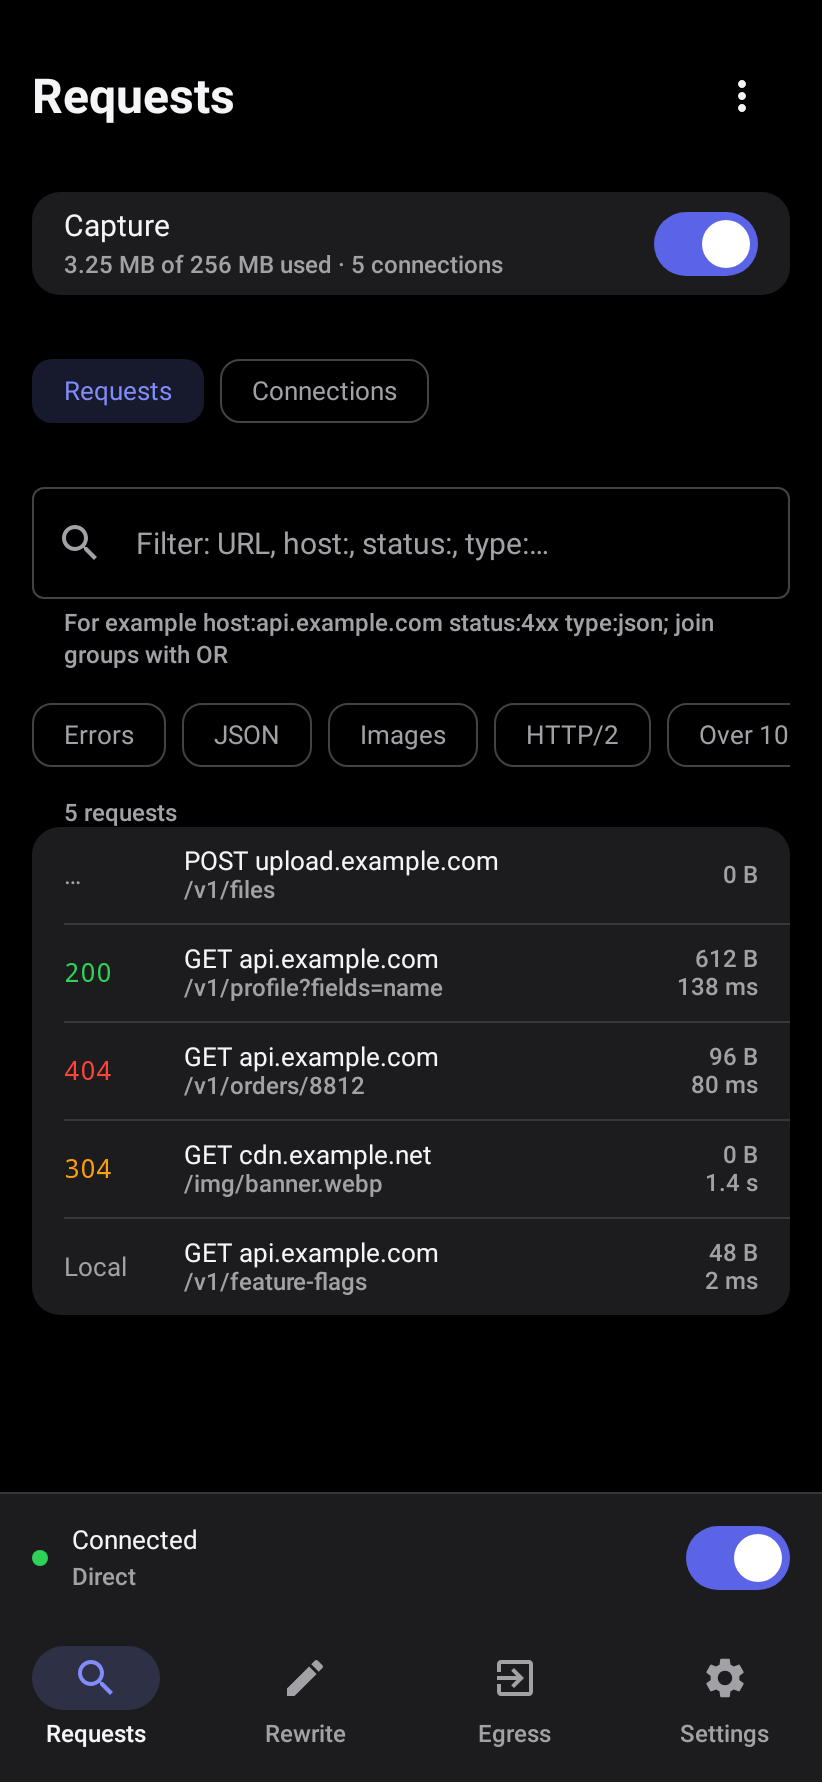 Requests
Capture
3.25 MB of 256 MB used · 5 connections
Requests
Connections
Filter: URL, host:, status:, type:...
For example host:api.example.com status:4xx type:json; join
groups with OR
Errors
JSON
Images
HTTP/2
Over 10
5 requests
...
POST upload.example.com
/v1/files
0 B
200
GET api.example.com
/v1/profile?fields=name
612 B
138 ms
404
GET api.example.com
/v1/orders/8812
96 B
80 ms
304
GET cdn.example.net
/img/banner.webp
0 B
1.4 s
Local
GET api.example.com
/v1/feature-flags
48 B
2 ms
Connected
Direct
Requests
Rewrite
Egress
Settings